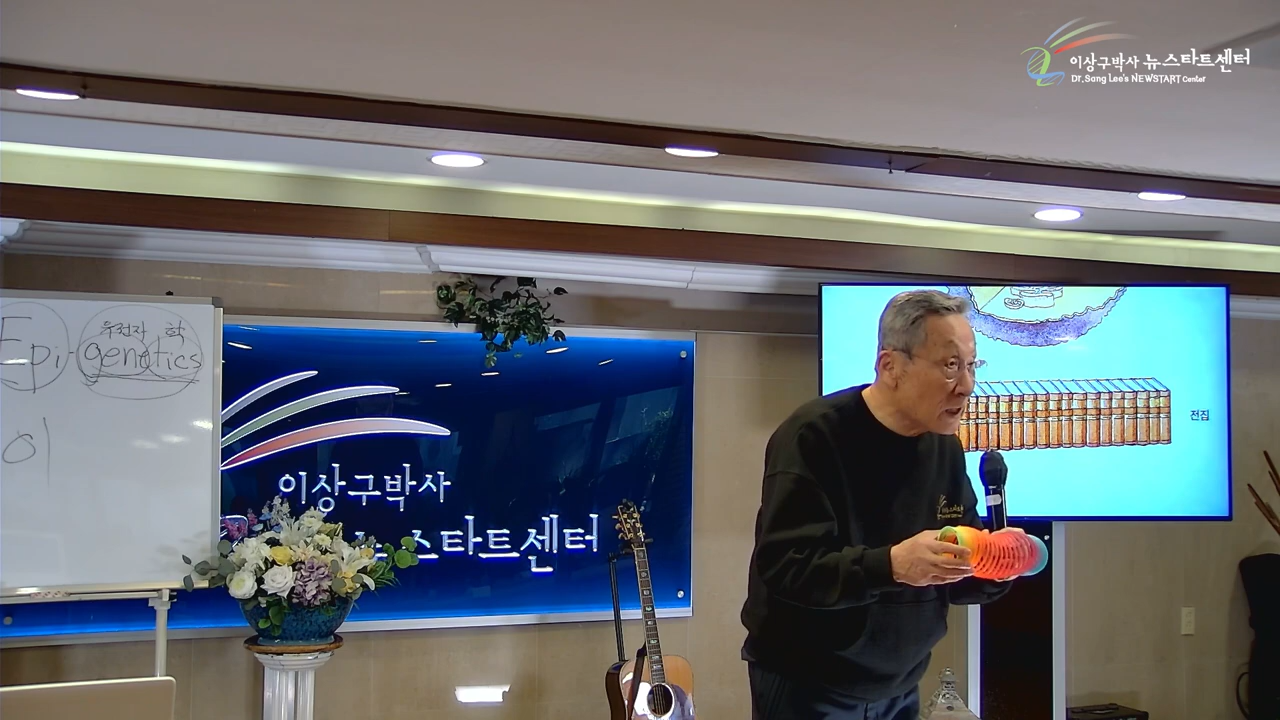 이상구박사 뉴스타트센터
Dr. Sang Lee's NEWSTART Center
유전자 학
Epi-genetics
이
이상구박사
뉴스타트센터
전집